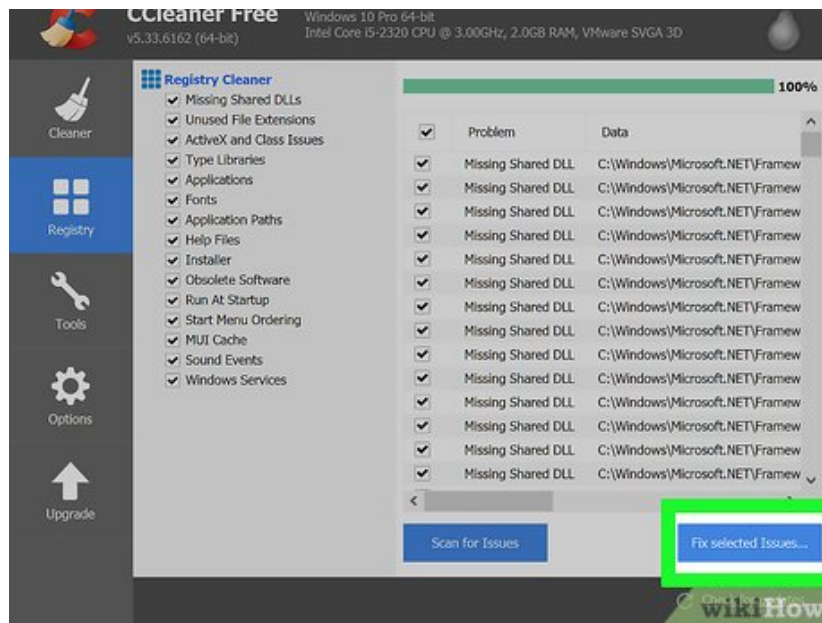 CCleaner Free
v5.33.6162 (64-bit)
Windows 10 Pro 64-bit
Intel Core i5-2320 CPU @ 3.00GHz, 2.0GB RAM, VMware SVGA 3D
Cleaner
Registry
Tools
Options
Upgrade
Registry Cleaner
Missing Shared DLLs
Unused File Extensions
ActiveX and Class Issues
Type Libraries
Applications
Fonts
Application Paths
Help Files
Installer
Obsolete Software
Run At Startup
Start Menu Ordering
MUI Cache
Sound Events
Windows Services
100%
Problem Data
Missing Shared DLL C:\Windows\Microsoft.NET\Framew
Missing Shared DLL C:\Windows\Microsoft.NET\Framew
Missing Shared DLL C:\Windows\Microsoft.NET\Framew
Missing Shared DLL C:\Windows\Microsoft.NET\Framew
Missing Shared DLL C:\Windows\Microsoft.NET\Framew
Missing Shared DLL C:\Windows\Microsoft.NET\Framew
Missing Shared DLL C:\Windows\Microsoft.NET\Framew
Missing Shared DLL C:\Windows\Microsoft.NET\Framew
Missing Shared DLL C:\Windows\Microsoft.NET\Framew
Missing Shared DLL C:\Windows\Microsoft.NET\Framew
Missing Shared DLL C:\Windows\Microsoft.NET\Framew
Missing Shared DLL C:\Windows\Microsoft.NET\Framew
Missing Shared DLL C:\Windows\Microsoft.NET\Framew
Missing Shared DLL C:\Windows\Microsoft.NET\Framew
Scan for Issues
Fix selected Issues...
wikiHow